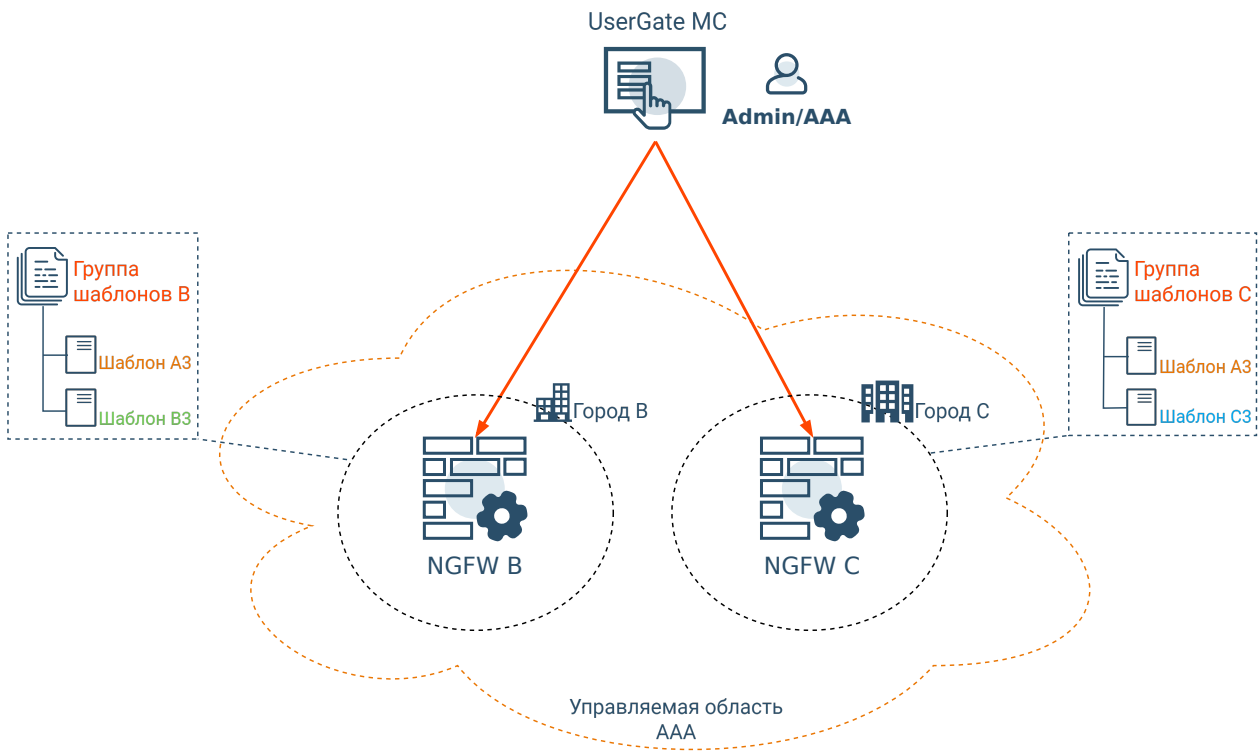 UserGate MC
Admin/AAA
Группа
шаблонов B
Шаблон A3
Шаблон B3
Группа
шаблонов C
Шаблон A3
Шаблон C3
Город B
Город C
NGFW B
NGFW C
Управляемая область
AAA